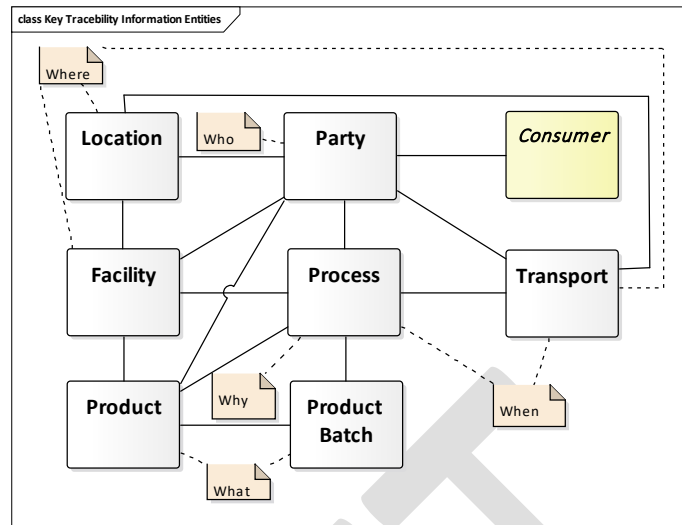 class Key Tracebility Information Entities
Where
Location
Who
Party
Consumer
Facility
Process
Transport
Product
Why
Product
Batch
When
What